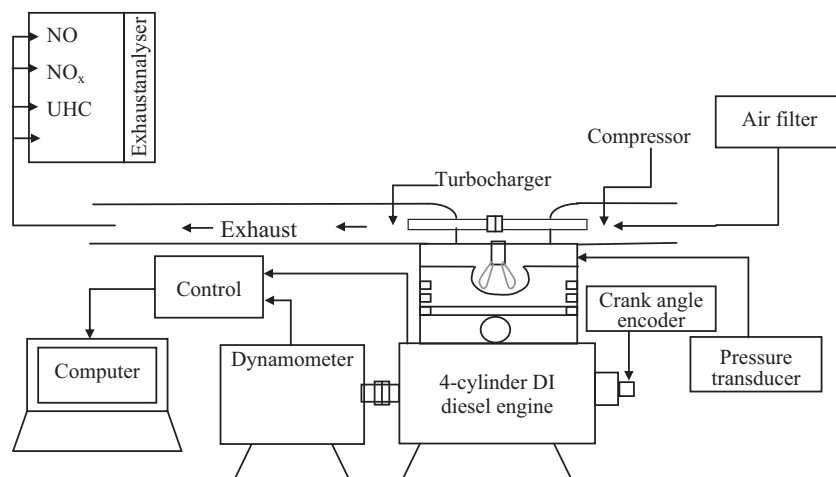 NO
NOx
UHC
Exhaustanalyser
Air filter
Compressor
Turbocharger
Exhaust
Control
Crank angle
encoder
Computer
Dynamometer
4-cylinder DI
diesel engine
Pressure
transducer